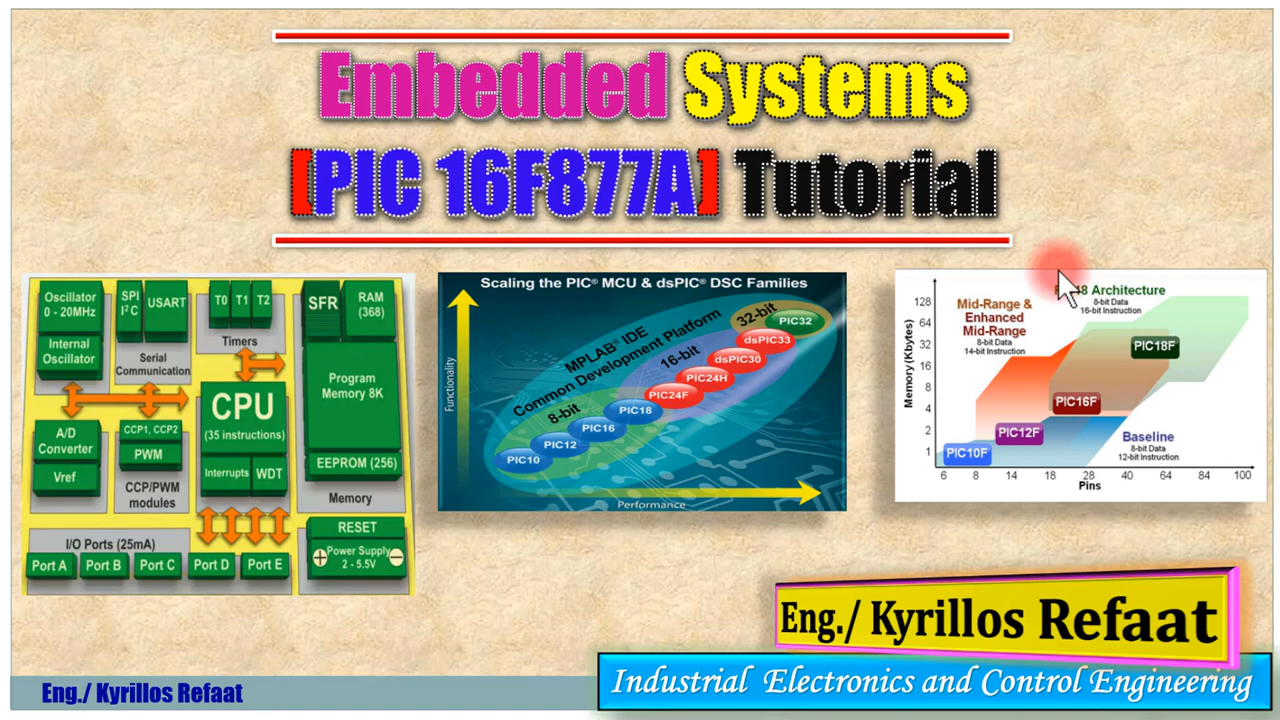 Embedded Systems
[PIC 16F877A] Tutorial
Oscillator
0 - 20MHz
Internal
Oscillator
SPI
I²C
USART
Serial
Communication
T0 T1 T2
Timers
SFR
RAM
(368)
Program
Memory 8K
EEPROM (256)
Memory
CPU
(35 instructions)
Interrupts
WDT
A/D
Converter
Vref
CCP1, CCP2
PWM
CCP/PWM
modules
I/O Ports (25mA)
Port A
Port B
Port C
Port D
Port E
RESET
Power Supply
2 - 5.5V
Scaling the PIC® MCU & dsPIC® DSC Families
Functionality
MPLAB® IDE
Common Development Platform
8-bit
16-bit
32-bit
PIC10
PIC12
PIC16
PIC18
PIC24F
PIC24H
dsPIC30
dsPIC33
PIC32
Performance
Memory (Kbytes)
128
64
32
16
8
4
2
1
Mid-Range &
Enhanced
Mid-Range
8-bit Data
14-bit Instruction
Architecture
8-bit Data
16-bit Instruction
PIC18F
PIC16F
PIC12F
PIC10F
Baseline
8-bit Data
12-bit Instruction
6 8 14 18 28 40 64 80 100
Pins
Eng./ Kyrillos Refaat
Industrial Electronics and Control Engineering
Eng./ Kyrillos Refaat